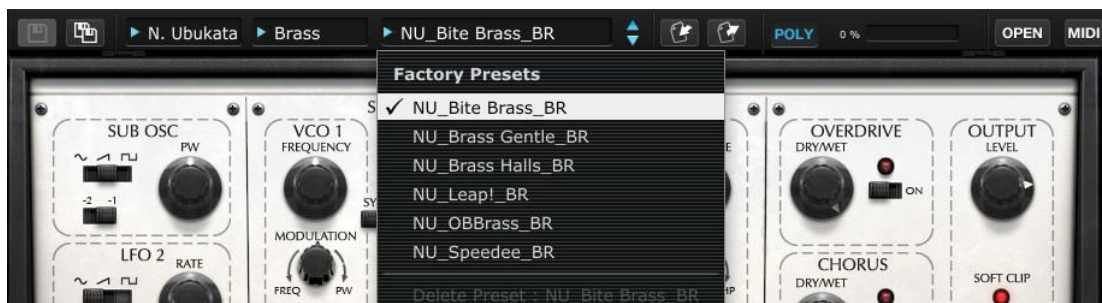 N. Ubukata Brass NU_Bite Brass_BR POLY 0 % OPEN MIDI
Factory Presets
NU_Bite Brass_BR
NU_Brass Gentle_BR
NU_Brass Halls_BR
NU_Leap!_BR
NU_OBBrass_BR
NU_Speedee_BR
Delete Preset : NU_Bite Brass_BR
SUB OSC
PW
-2 -1
LFO 2
RATE
VCO 1
FREQUENCY
SY
MODULATION
FREQ PW
OVERDRIVE
DRY/WET
ON
CHORUS
DRY/WET
OUTPUT
LEVEL
SOFT CLIP